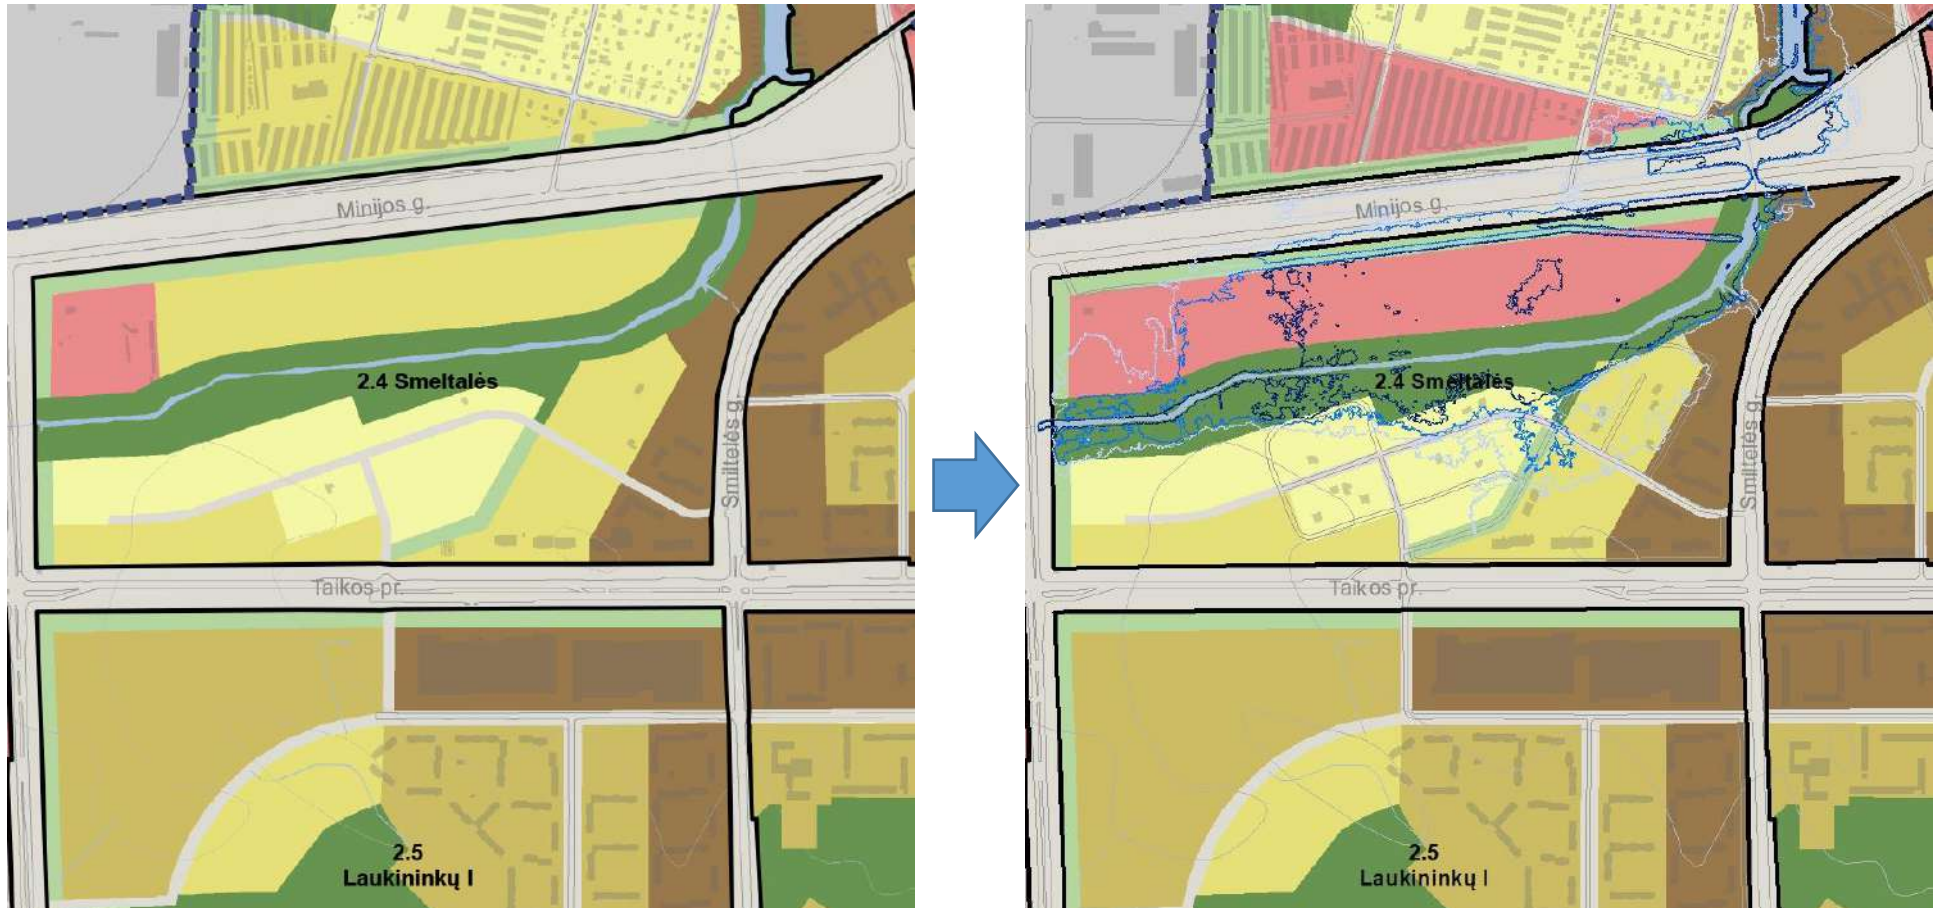 Minijos g.
2.4 Smeltalės
Smiltelės g.
Taikos pr.
2.5
Laukininkų I
Minijos g.
2.4 Smeltalės
Smiltelės g.
Taikos pr.
2.5
Laukininkų I